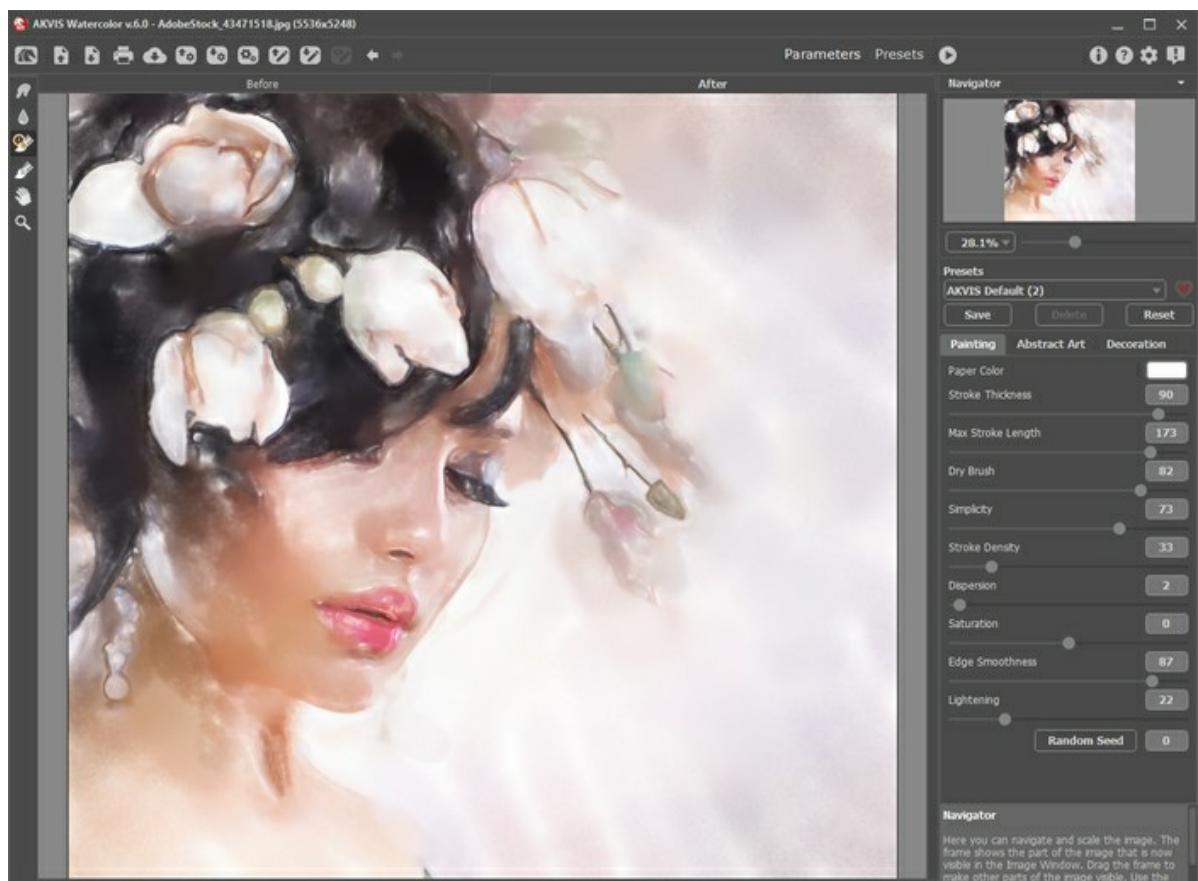 AKVIS Watercolor v.6.0 - AdobeStock_43471518.jpg (5536x5248)
Parameters Presets
Before After
Navigator
28.1%
Presets
AKVIS Default (2)
Save Delete Reset
Painting Abstract Art Decoration
Paper Color
Stroke Thickness 90
Max Stroke Length 173
Dry Brush 82
Simplicity 73
Stroke Density 33
Dispersion 2
Saturation 0
Edge Smoothness 87
Lightening 22
Random Seed 0
Navigator
Here you can navigate and scale the image. The
frame shows the part of the image that is now
visible in the Image Window. Drag the frame to
make other parts of the image visible. Use the